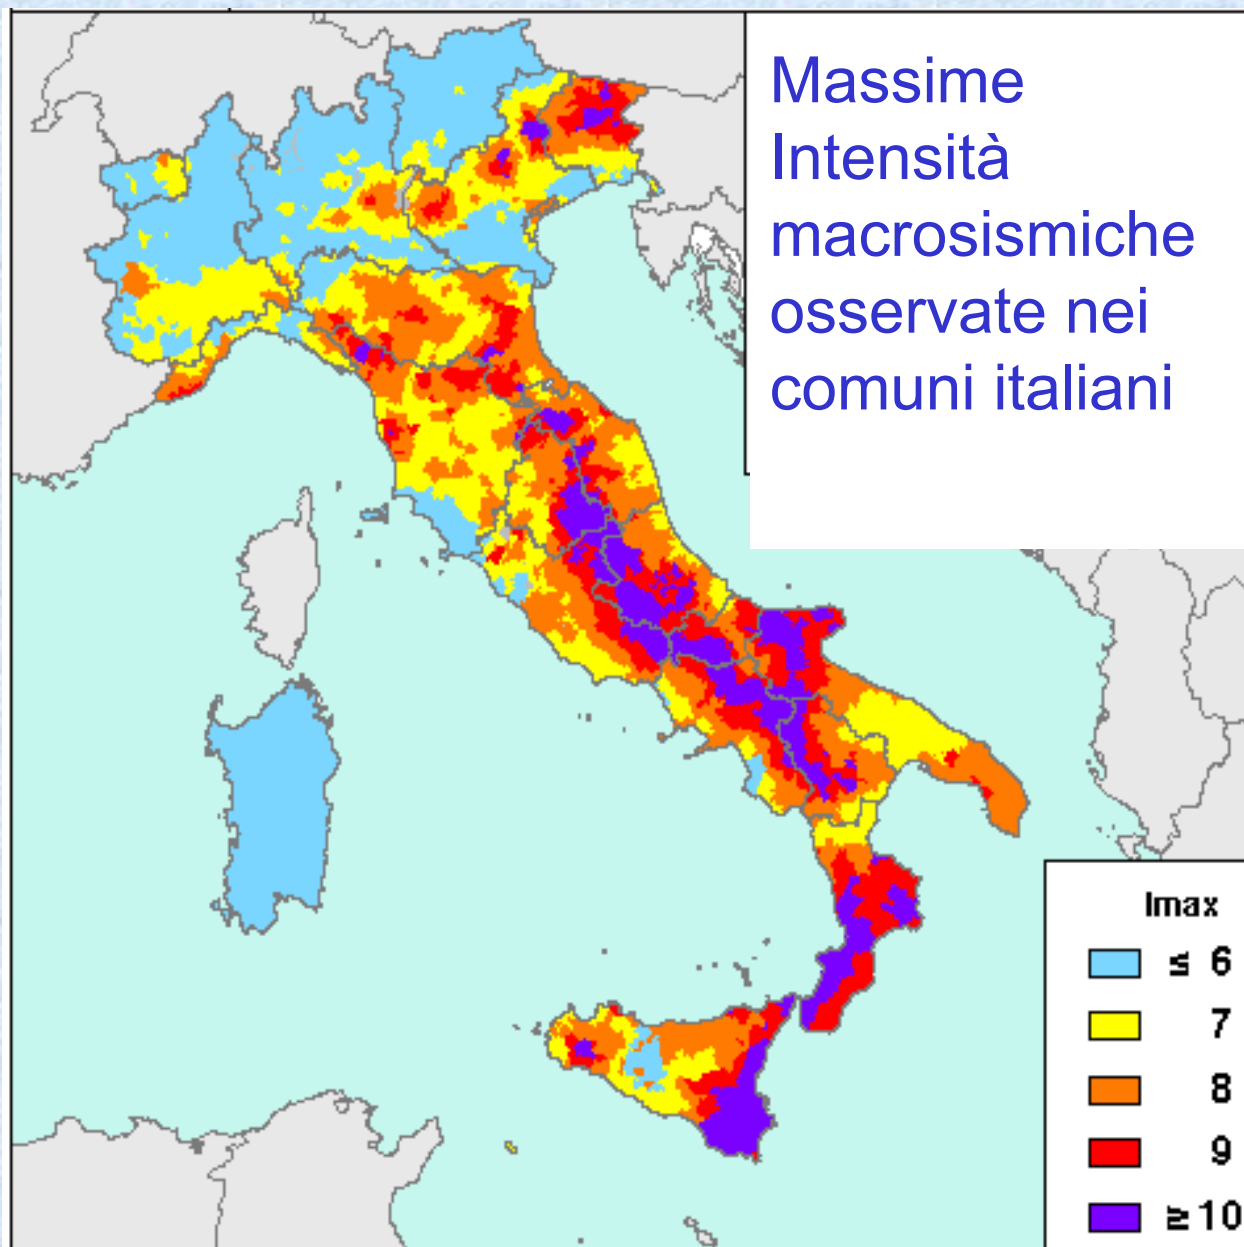 Massime
Intensità
macrosismiche
osservate nei
comuni italiani
Imax
≤ 6
7
8
9
≥ 10